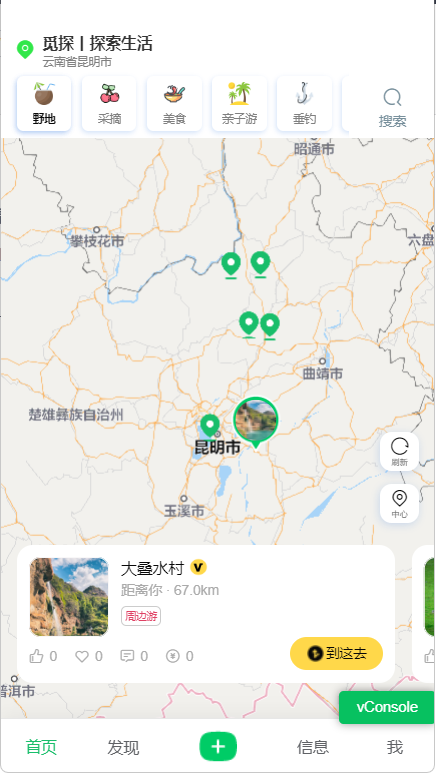 觅探丨探索生活
云南省昆明市
野地
采摘
美食
亲子游
垂钓
搜索
昭通市
攀枝花市
六盘
曲靖市
楚雄彝族自治州
昆明市
刷新
玉溪市
中心
大叠水村 V
距离你 · 67.0km
周边游
0 0 0 0
到这去
普洱市
vConsole
首页
发现
信息
我